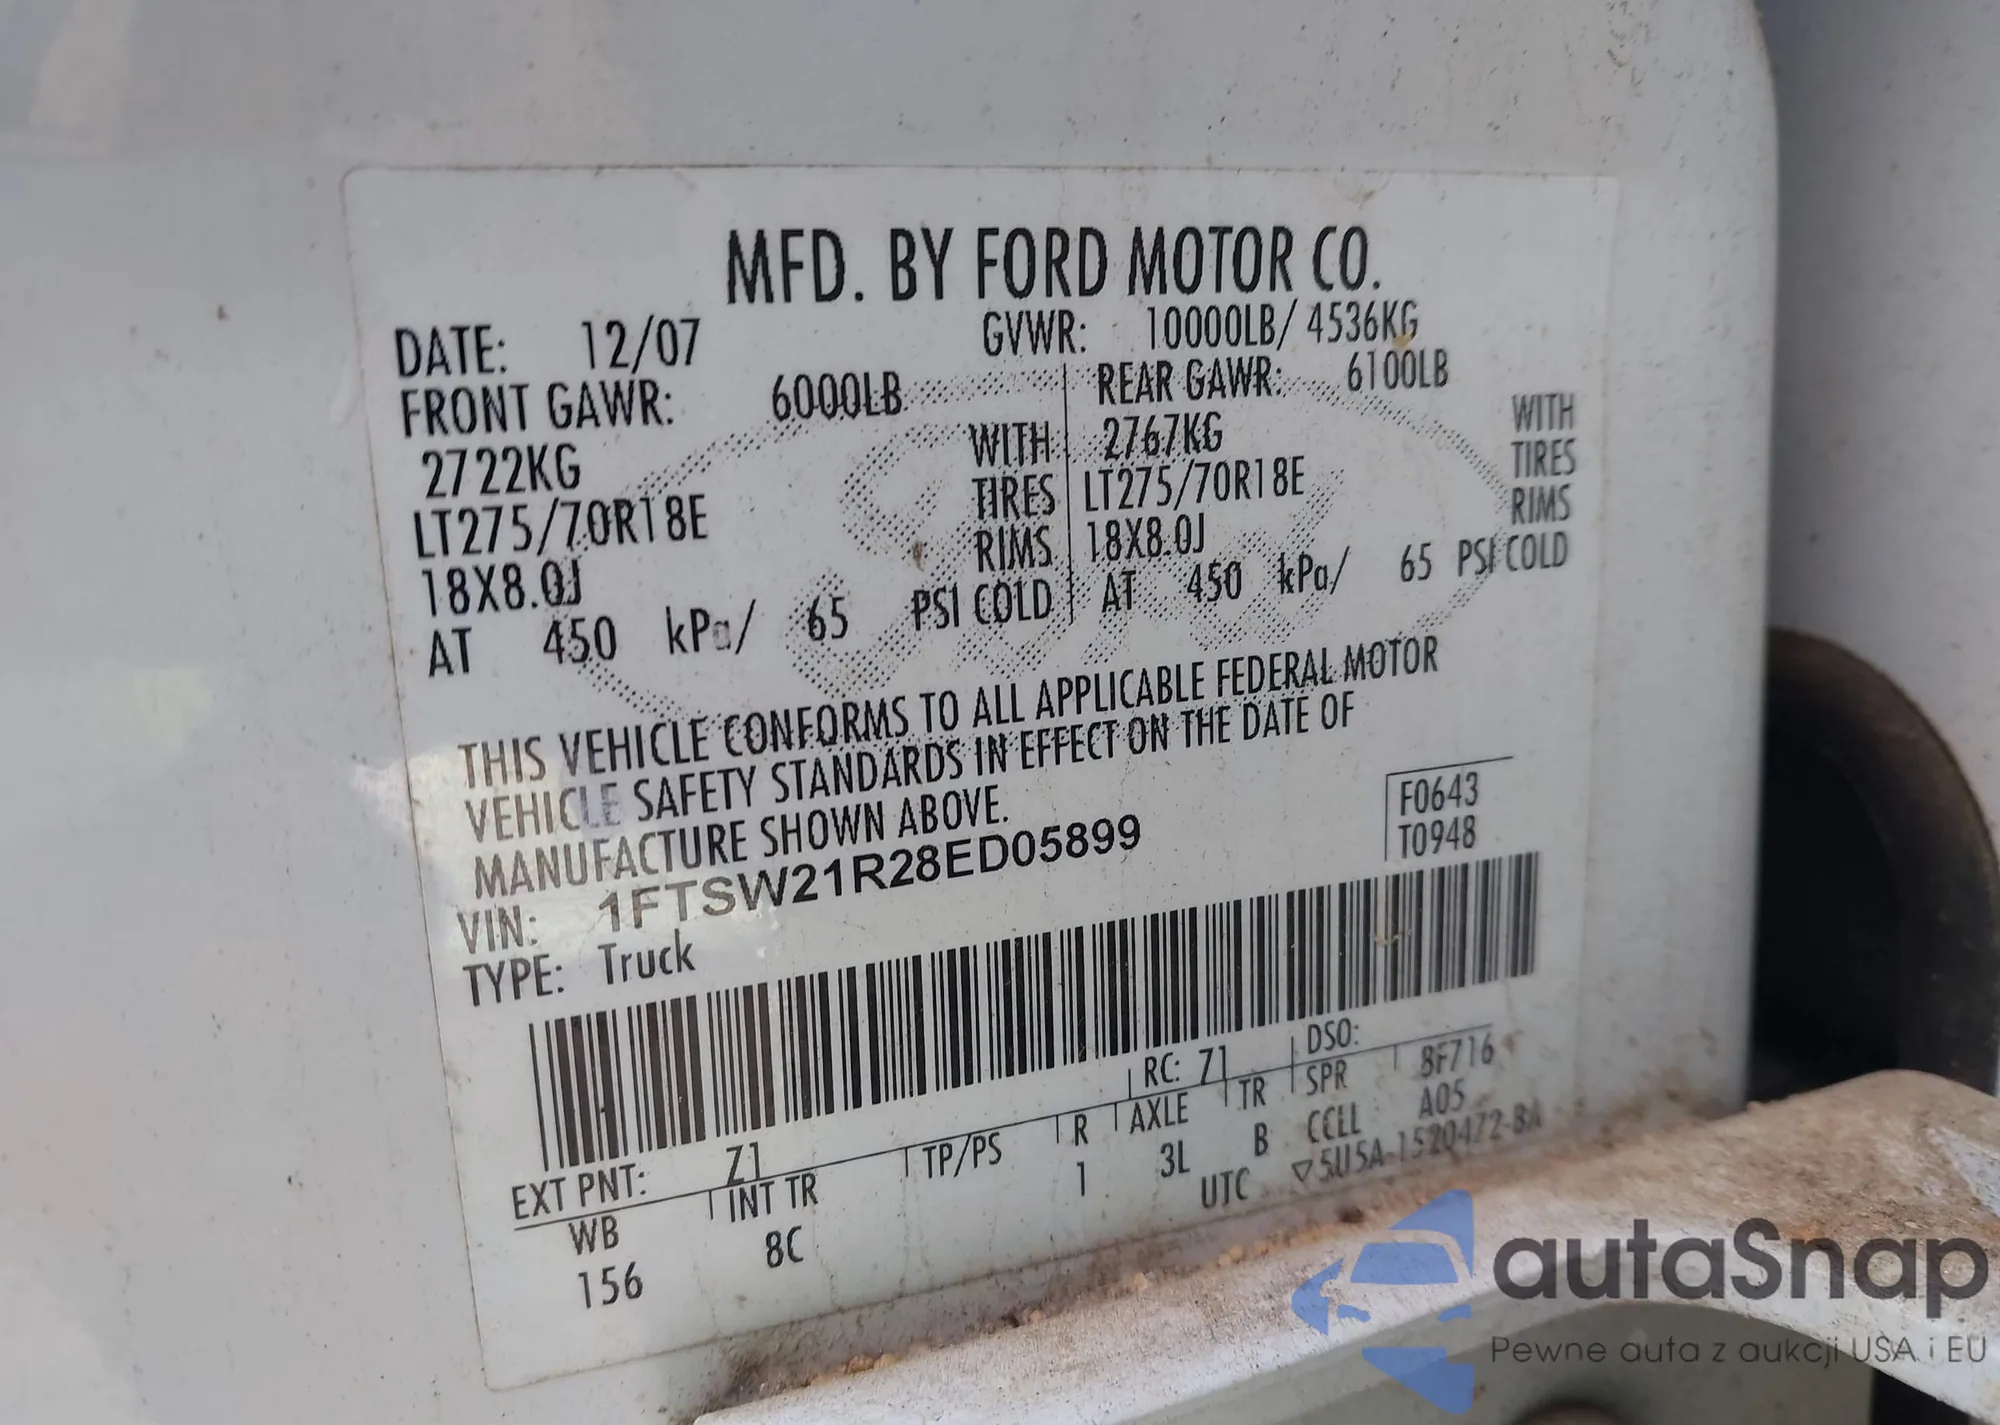 MFD. BY FORD MOTOR CO.
DATE: 12/07 GVWR: 10000LB/ 4536KG
FRONT GAWR: 6000LB REAR GAWR: 6100LB
2722KG WITH 2767KG WITH
LT275/70R18E TIRES LT275/70R18E TIRES
18X8.0J RIMS 18X8.0J RIMS
AT 450 kPa/ 65 PSI COLD AT 450 kPa/ 65 PSI COLD
THIS VEHICLE CONFORMS TO ALL APPLICABLE FEDERAL MOTOR
VEHICLE SAFETY STANDARDS IN EFFECT ON THE DATE OF
MANUFACTURE SHOWN ABOVE.
F0643
VIN: 1FTSW21R28ED05899 T0948
TYPE: Truck
EXT PNT: Z1 RC: 71 DSO:
WB INT TR TP/PS R AXLE TR SPR 8F716
156 8C 1 3L B CCLL A05
UTC ▽5U5A-1520472-BA
autaSnap
Pewne auta z aukcji USA i EU